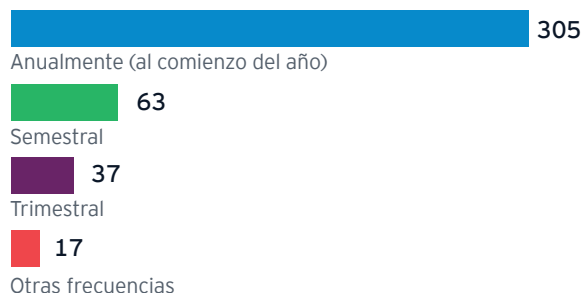 305
Anualmente (al comienzo del año)
63
Semestral
37
Trimestral
17
Otras frecuencias